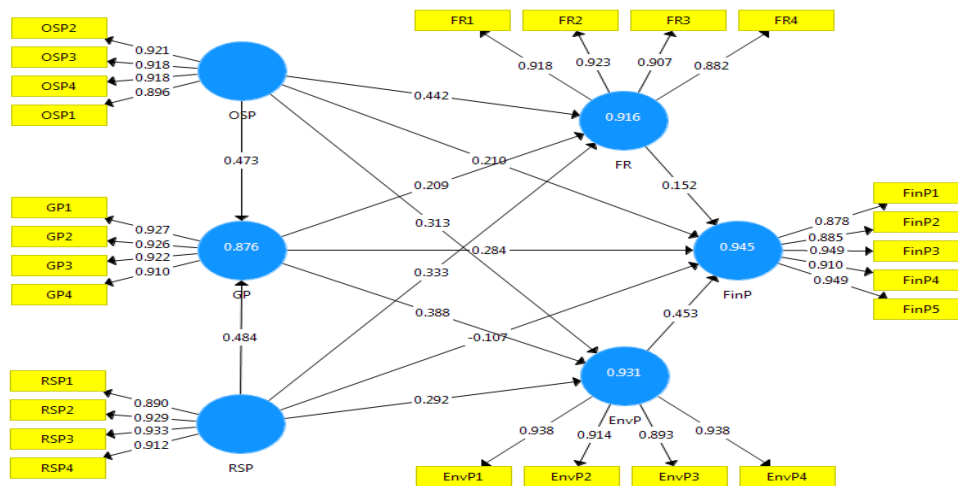 FR1 FR2 FR3 FR4
OSP2
OSP3
OSP4
OSP1
0.921
0.918
0.918
0.896
OSP
0.918 0.923 0.907 0.882
0.916
FR
0.442
0.473
0.210
0.209
0.152
0.313
GP1
GP2
GP3
GP4
0.927
0.926
0.922
0.910
0.876
GP
0.284
0.333
0.388
-0.107
0.945
FinP
0.878
0.885
0.949
0.910
0.949
FinP1
FinP2
FinP3
FinP4
FinP5
0.484
0.453
0.292
RSP1
RSP2
RSP3
RSP4
0.890
0.929
0.933
0.912
RSP
0.931
EnvP
0.938 0.914 0.893 0.938
EnvP1 EnvP2 EnvP3 EnvP4